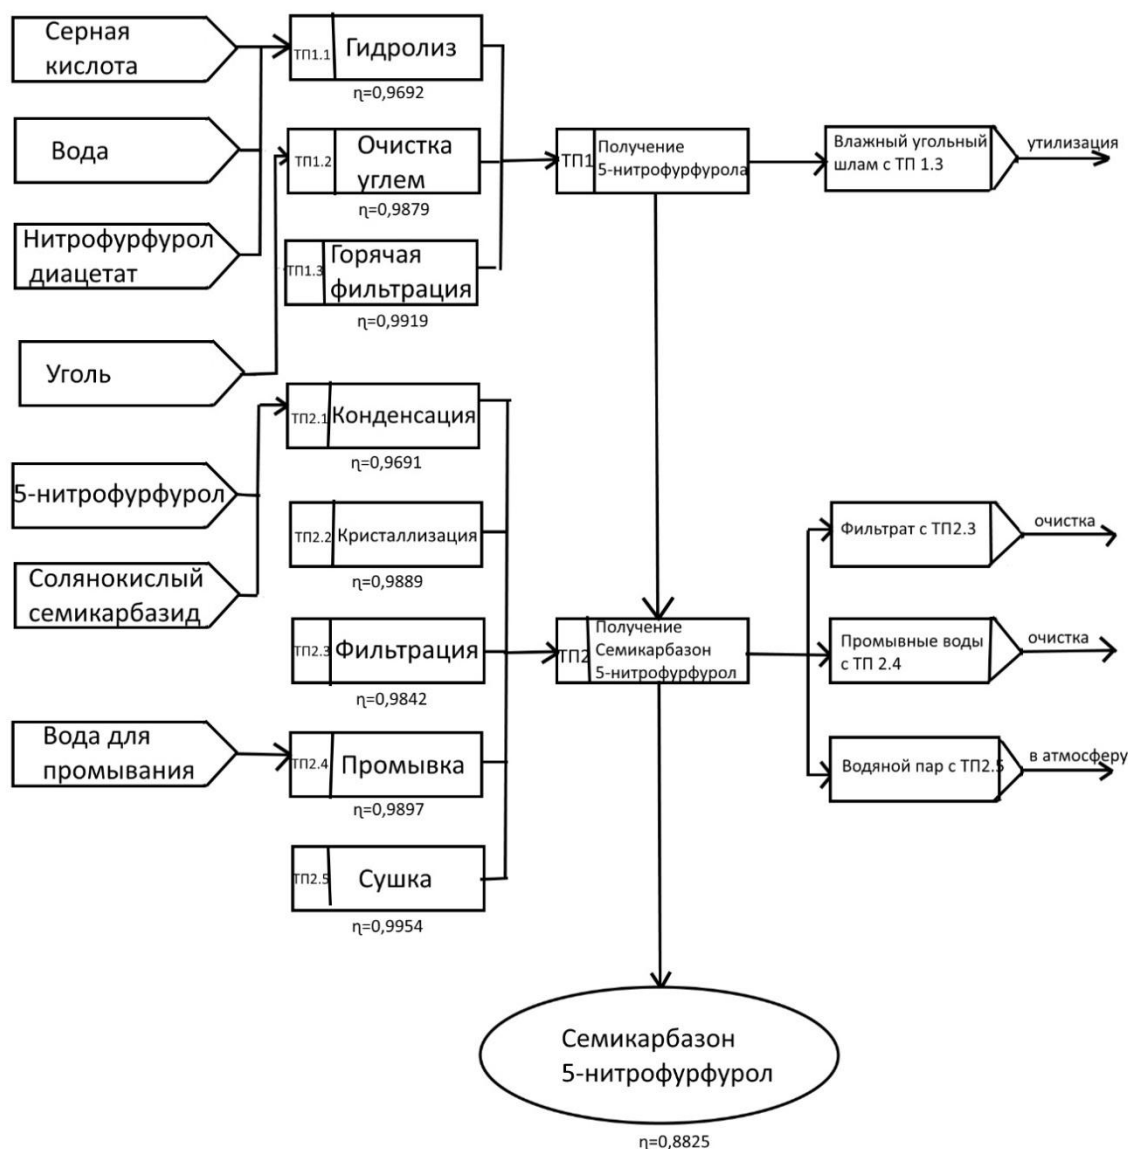 Серная
кислота
ТП1.1
Гидролиз
η=0,9692
Вода
ТП1.2
Очистка
углем
η=0,9879
ТП1
Получение
5-нитрофурфурола
Влажный угольный
шлам с ТП 1.3
утилизация
Нитрофурфурол
диацетат
ТП1.3
Горячая
фильтрация
η=0,9919
Уголь
ТП2.1
Конденсация
η=0,9691
5-нитрофурфурол
ТП2.2
Кристаллизация
η=0,9889
Фильтрат с ТП2.3
очистка
Солянокислый
семикарбазид
ТП2.3
Фильтрация
η=0,9842
ТП2
Получение
Семикарбазон
5-нитрофурфурол
Промывные воды
с ТП 2.4
очистка
Вода для
промывания
ТП2.4
Промывка
η=0,9897
Водяной пар с ТП2.5
в атмосферу
ТП2.5
Сушка
η=0,9954
Семикарбазон
5-нитрофурфурол
η=0,8825